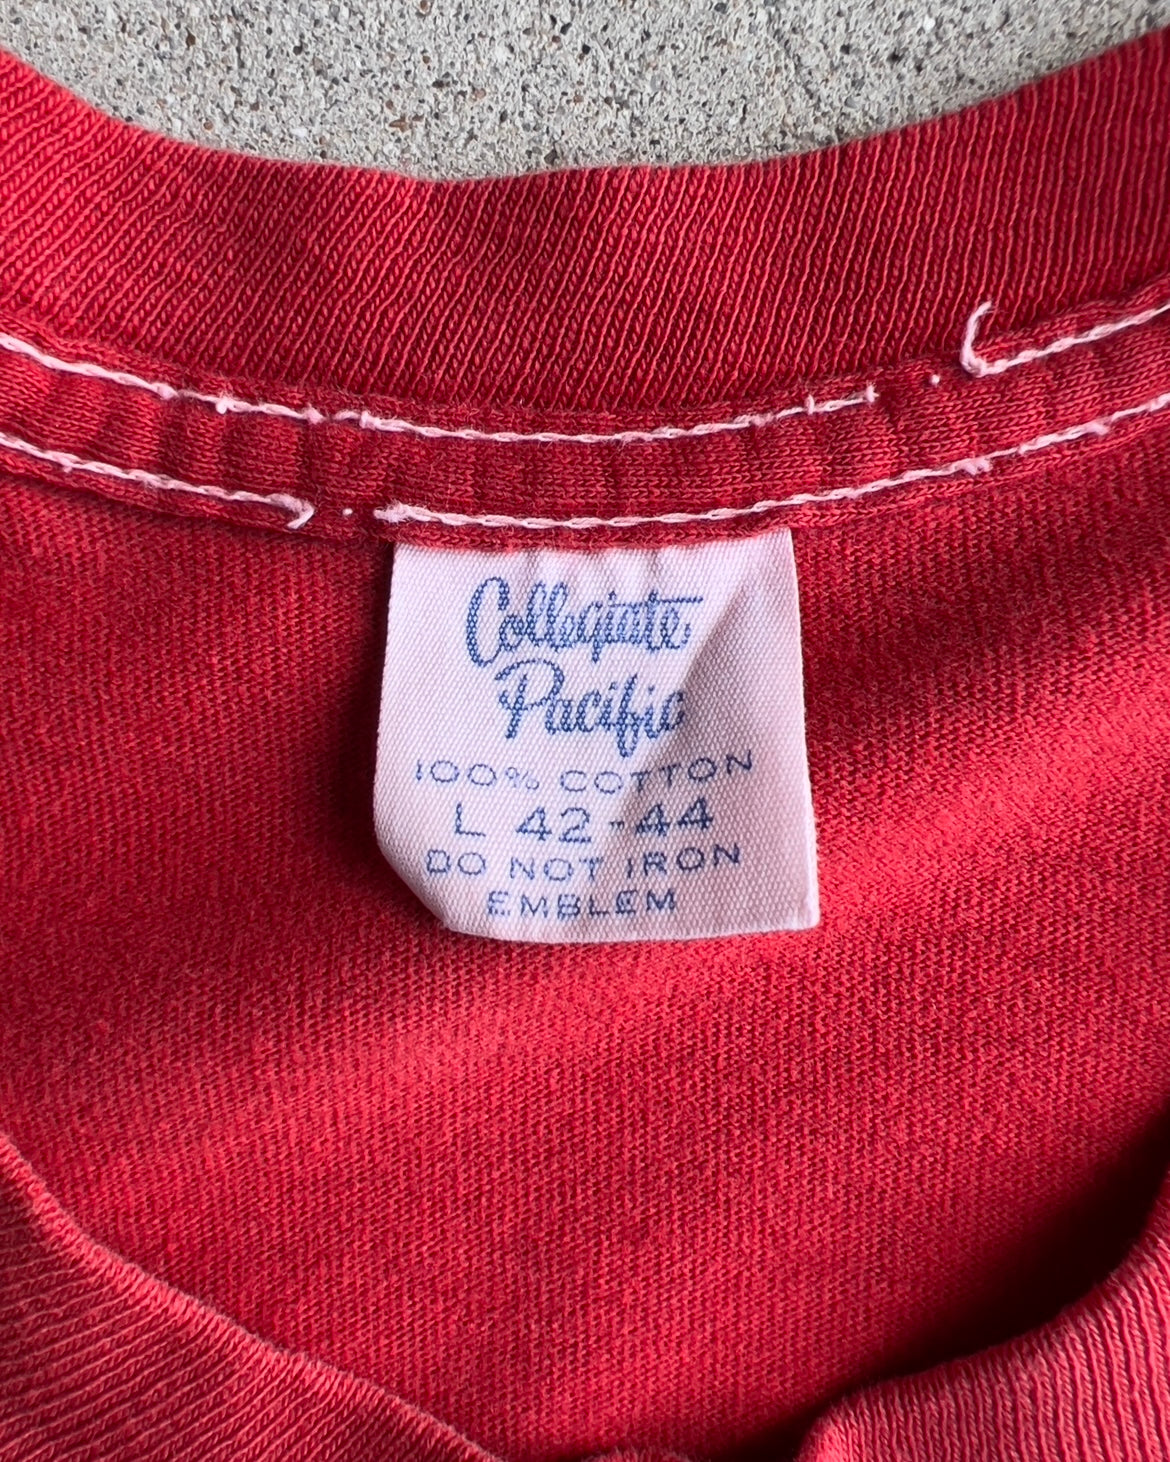 Collegiate
Pacific
100% COTTON
L 42-44
DO NOT IRON
EMBLEM